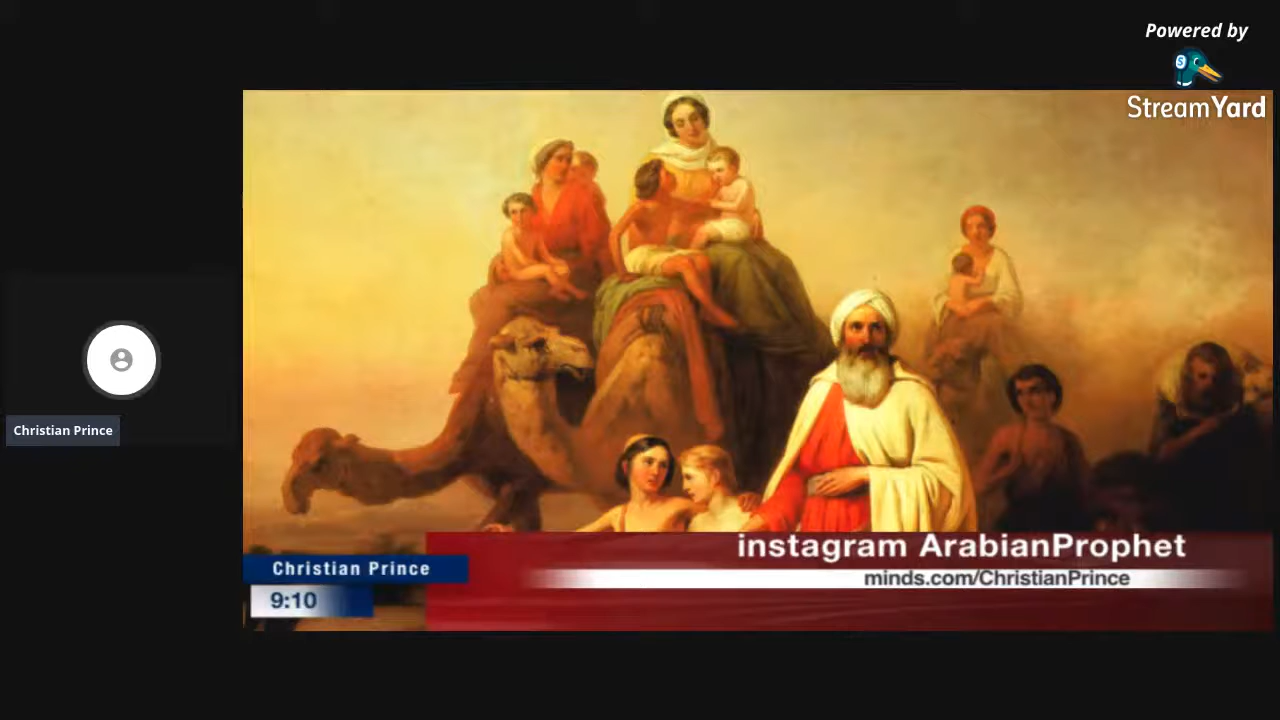 Powered by
StreamYard
Christian Prince
instagram ArabianProphet
minds.com/ChristianPrince
Christian Prince
9:10